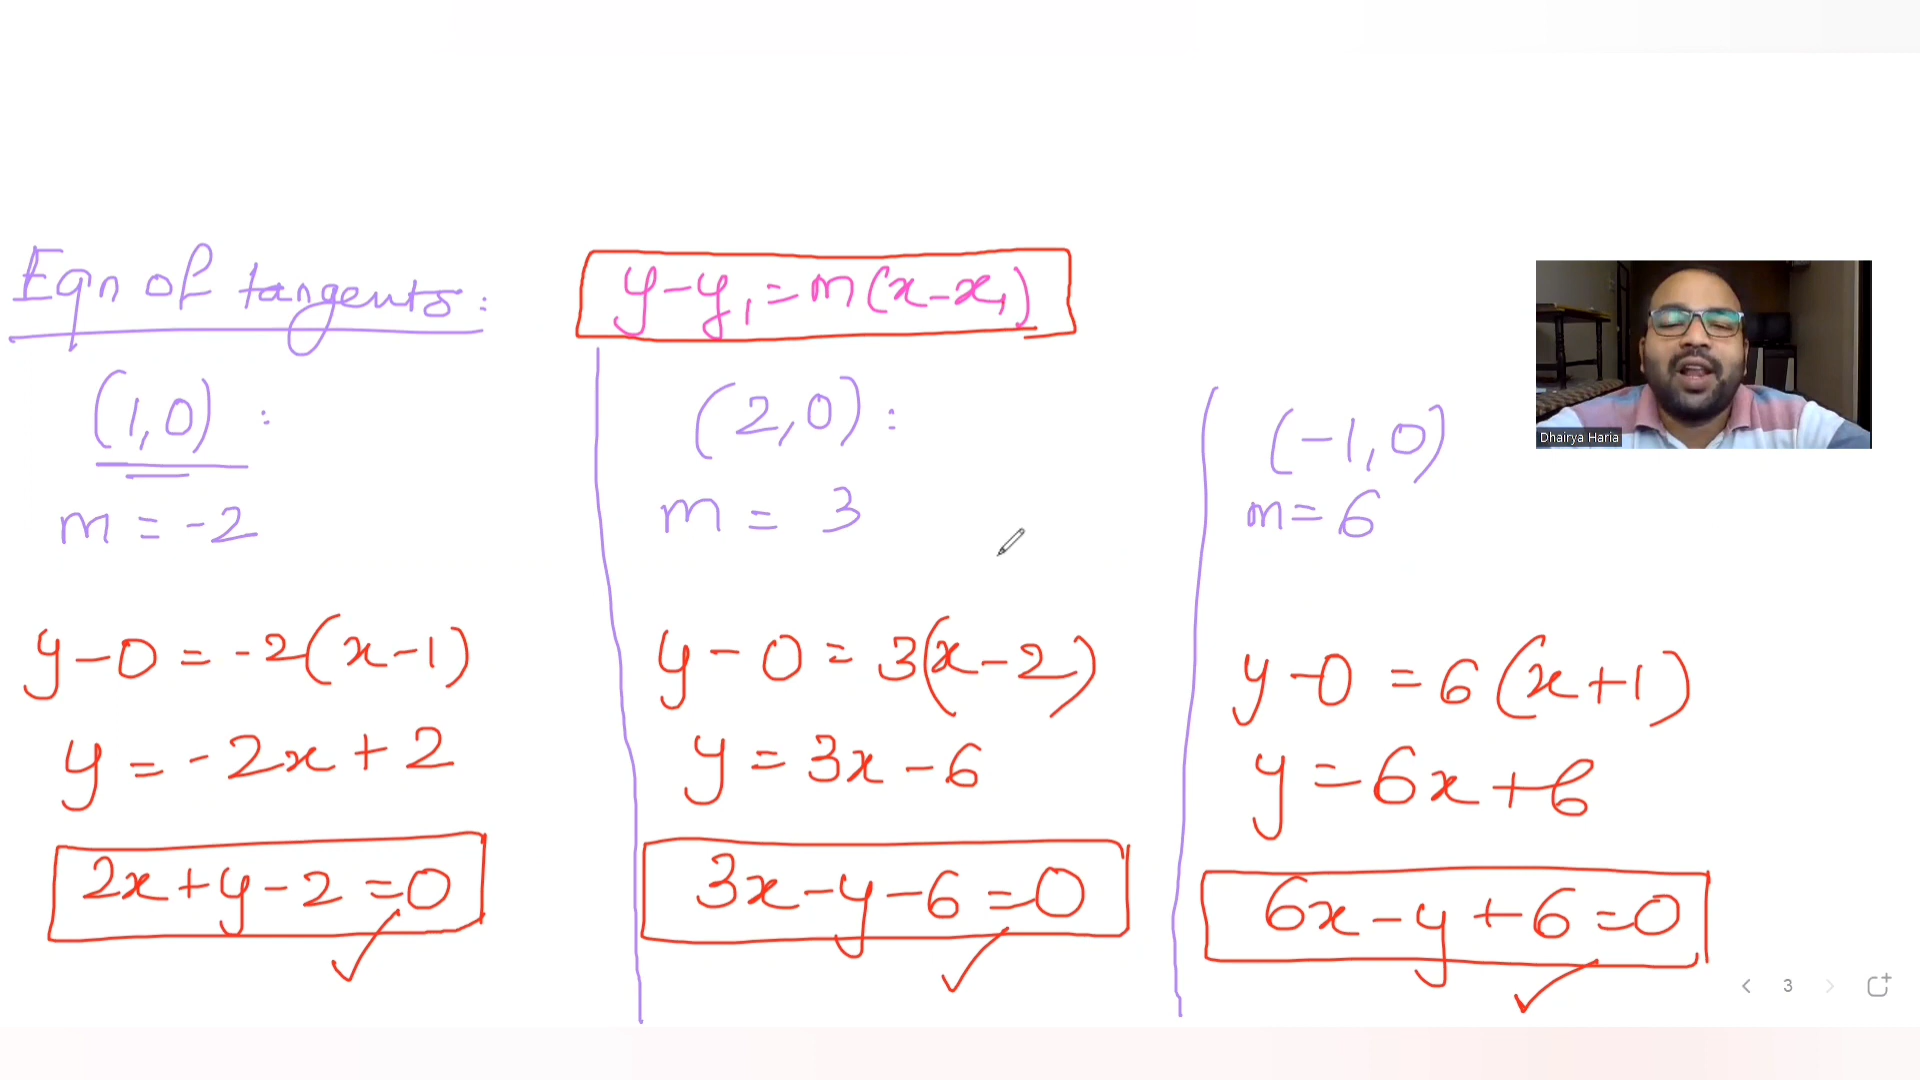 Eqn of tangents:
y-y₁=m(x-x₁)
(1,0) :
m = -2
y-0 = -2(x-1)
y = -2x+2
2x+y-2=0
(2,0) :
m = 3
y-0 = 3(x-2)
y = 3x-6
3x-y-6=0
(-1,0)
m=6
y-0 = 6(x+1)
y=6x+6
6x-y+6=0
Dhairya Haria
3